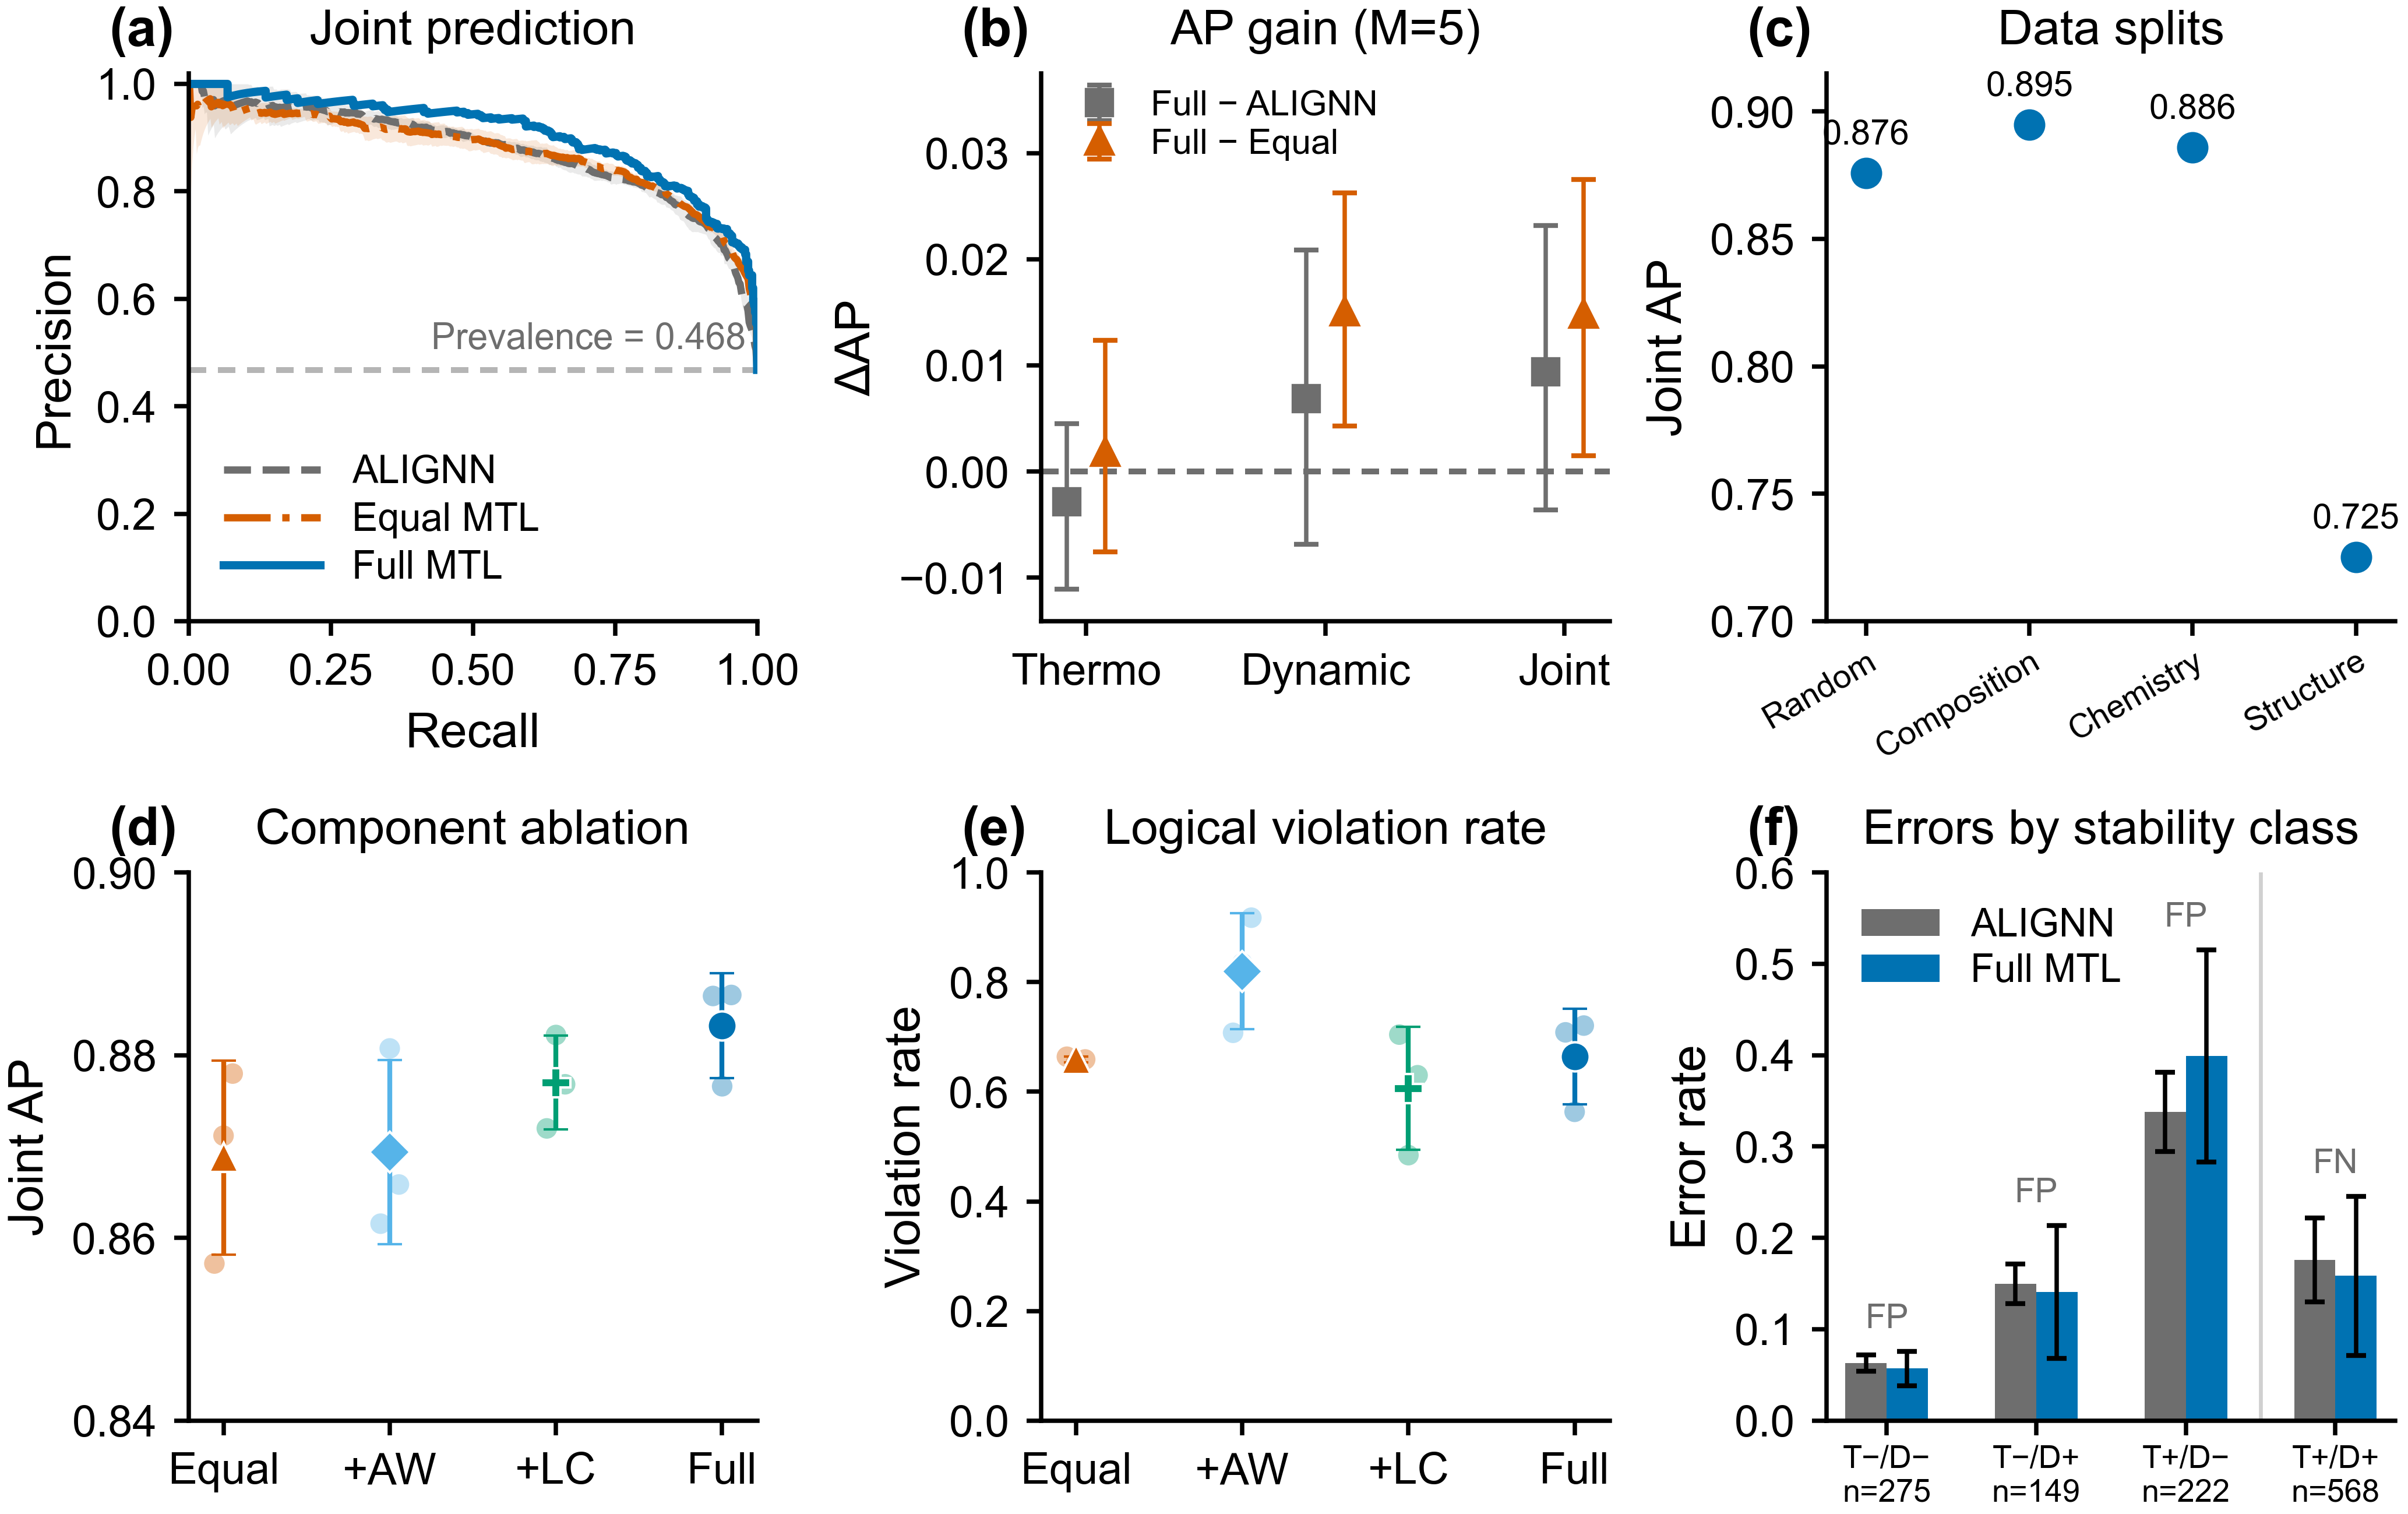 (a) Joint prediction
1.0
0.8
0.6
0.4
0.2
0.0
Precision
Prevalence = 0.468
ALIGNN
Equal MTL
Full MTL
0.00 0.25 0.50 0.75 1.00
Recall
(b) AP gain (M=5)
Full − ALIGNN
Full − Equal
0.03
0.02
0.01
0.00
−0.01
ΔAP
Thermo Dynamic Joint
(c) Data splits
0.90
0.85
0.80
0.75
0.70
Joint AP
0.876
0.895
0.886
0.725
Random Composition Chemistry Structure
(d) Component ablation
0.90
0.88
0.86
0.84
Joint AP
Equal +AW +LC Full
(e) Logical violation rate
1.0
0.8
0.6
0.4
0.2
0.0
Violation rate
Equal +AW +LC Full
(f) Errors by stability class
0.6
0.5
0.4
0.3
0.2
0.1
0.0
Error rate
ALIGNN
Full MTL
FP
FP
FP
FN
T−/D− T−/D+ T+/D− T+/D+
n=275 n=149 n=222 n=568